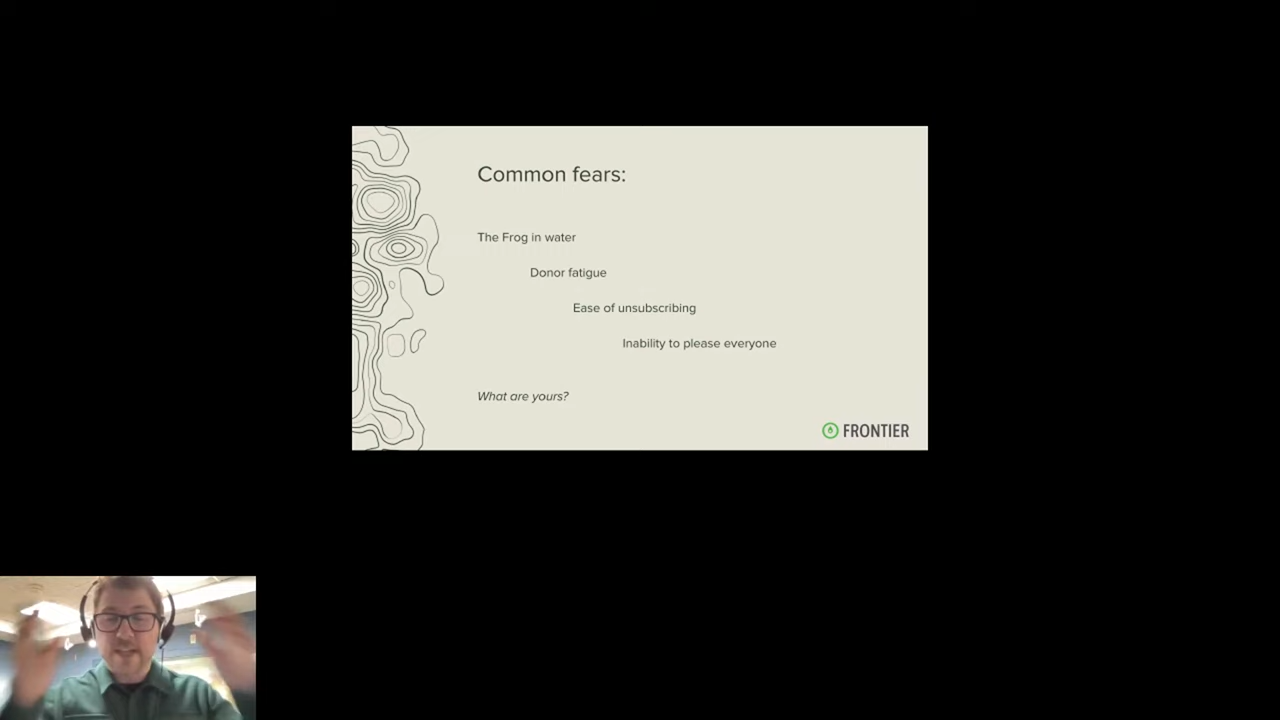 Common fears:
The Frog in water
Donor fatigue
Ease of unsubscribing
Inability to please everyone
What are yours?
FRONTIER